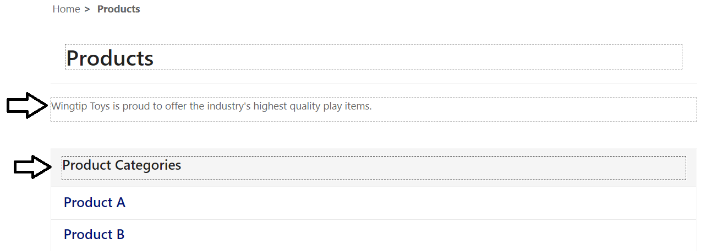 Home > Products
Products
Wingtip Toys is proud to offer the industry's highest quality play items.
Product Categories
Product A
Product B